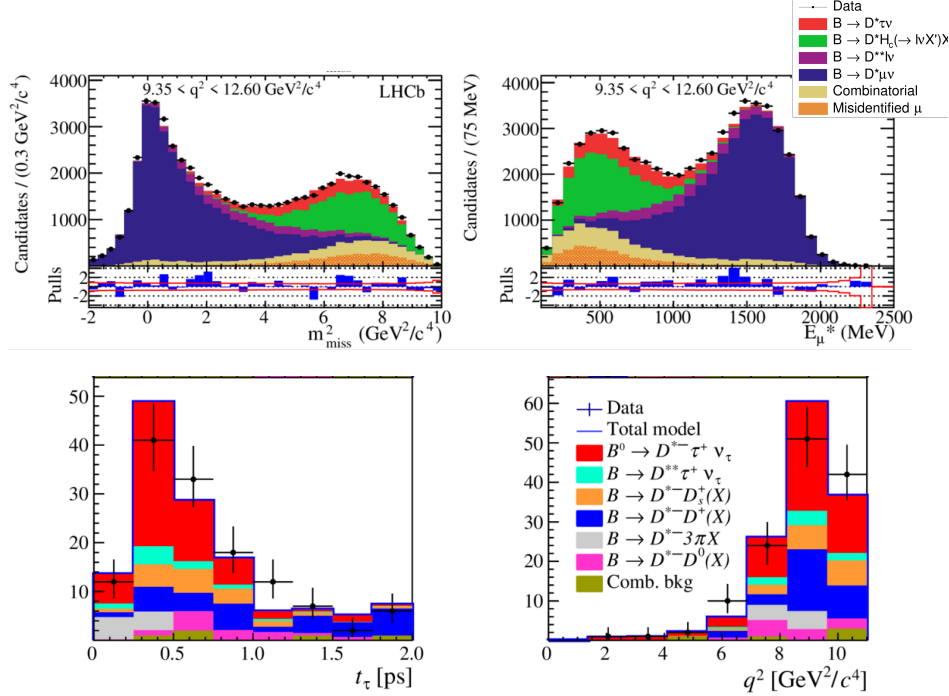 Data
B → D*τν
B → D*H_c(→ lνX')X
B → D**lν
B → D*μν
Combinatorial
Misidentified μ
9.35 < q² < 12.60 GeV²/c⁴
LHCb
Candidates / (0.3 GeV²/c⁴)
4000
3000
2000
1000
Pulls
2
-2
-2 0 2 4 6 8 10
m²_miss (GeV²/c⁴)
9.35 < q² < 12.60 GeV²/c⁴
Candidates / (75 MeV)
4000
3000
2000
1000
Pulls
2
-2
500 1000 1500 2000 2500
E_μ* (MeV)
50
40
30
20
10
0 0.5 1.0 1.5 2.0
t_τ [ps]
60
50
40
30
20
10
0 2 4 6 8 10
q² [GeV²/c⁴]
Data
Total model
B⁰ → D*⁻ τ⁺ ν_τ
B → D** τ⁺ ν_τ
B → D*⁻D_s⁺(X)
B → D*⁻D⁺(X)
B → D*⁻3πX
B → D*⁻D⁰(X)
Comb. bkg